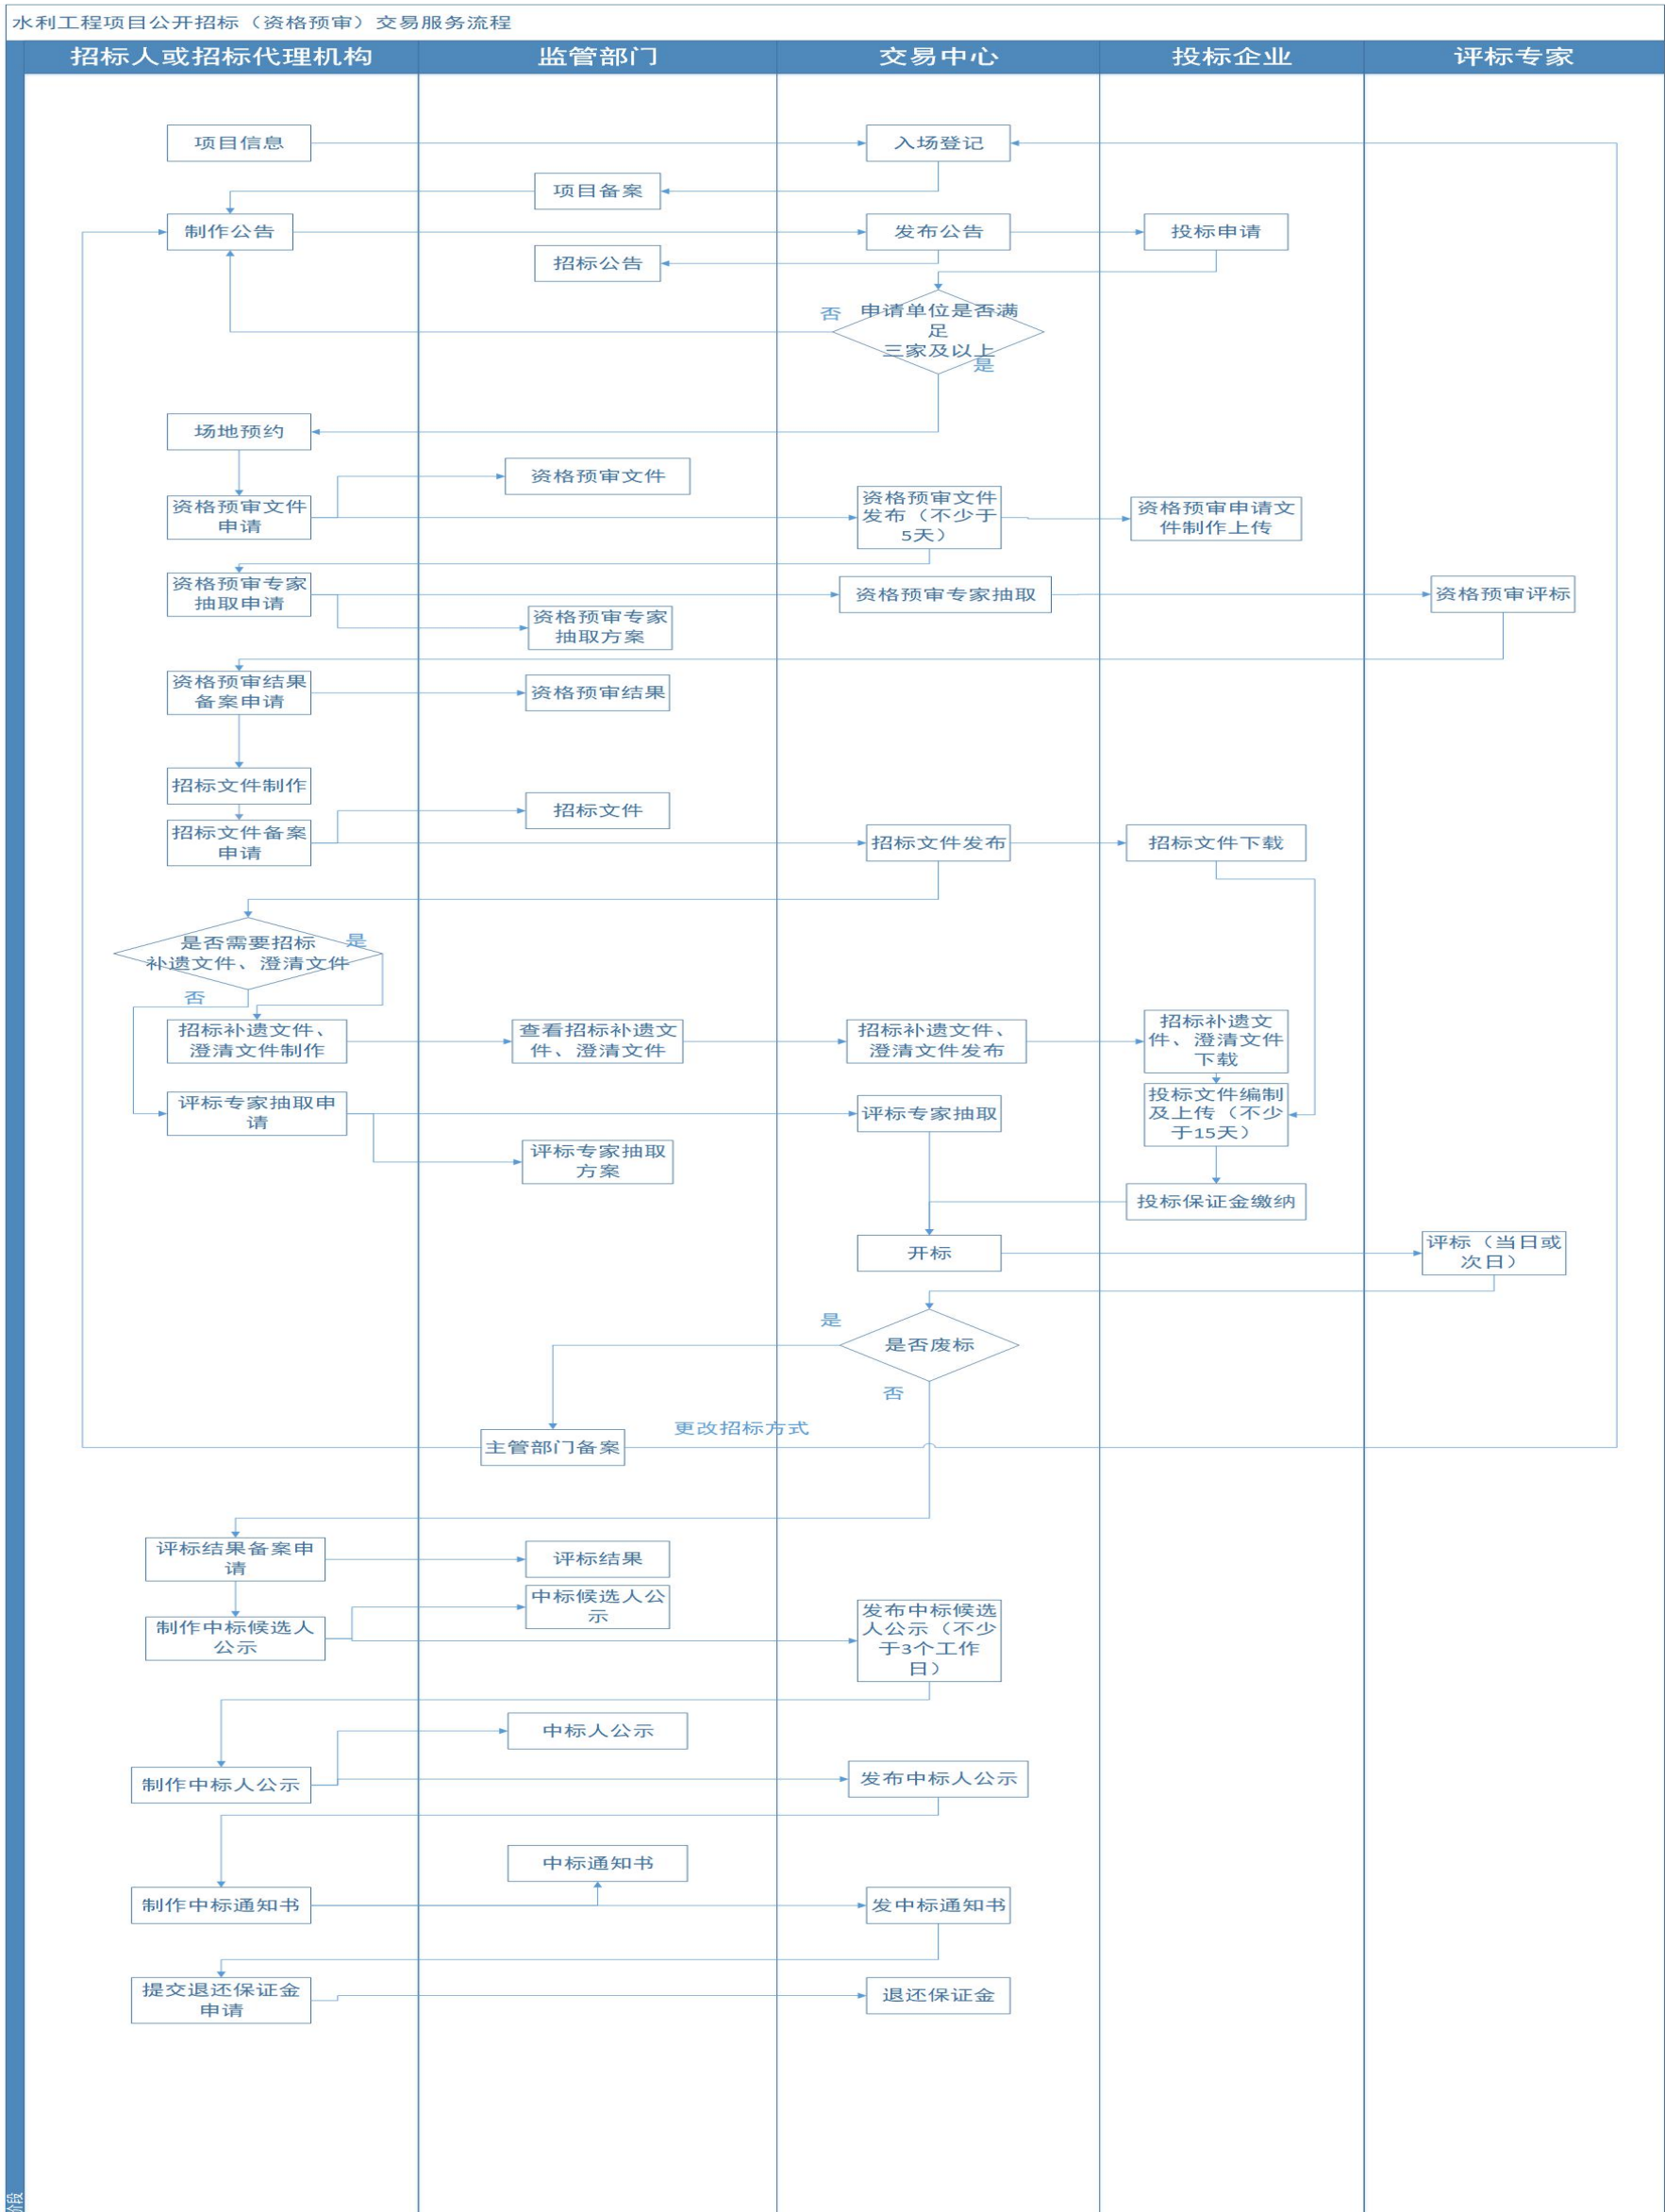 水利工程项目公开招标（资格预审）交易服务流程
招标人或招标代理机构
监管部门
交易中心
投标企业
评标专家
项目信息
入场登记
项目备案
制作公告
发布公告
投标申请
招标公告
否
申请单位是否满
足
三家及以上
是
场地预约
资格预审文件
资格预审文件
申请
资格预审文件
发布（不少于
5天）
资格预审申请文
件制作上传
资格预审专家
抽取申请
资格预审专家抽取
资格预审评标
资格预审专家
抽取方案
资格预审结果
备案申请
资格预审结果
招标文件制作
招标文件
招标文件备案
申请
招标文件发布
招标文件下载
是否需要招标
补遗文件、澄清文件
是
否
招标补遗文件、
澄清文件制作
查看招标补遗文
件、澄清文件
招标补遗文件、
澄清文件发布
招标补遗文
件、澄清文件
下载
评标专家抽取申
请
评标专家抽取
投标文件编制
及上传（不少
于15天）
评标专家抽取
方案
投标保证金缴纳
开标
评标（当日或
次日）
是
是否废标
否
更改招标方式
主管部门备案
评标结果备案申
请
评标结果
中标候选人公
示
制作中标候选人
公示
发布中标候选
人公示（不少
于3个工作
日）
中标人公示
制作中标人公示
发布中标人公示
中标通知书
制作中标通知书
发中标通知书
提交退还保证金
申请
退还保证金
阶段